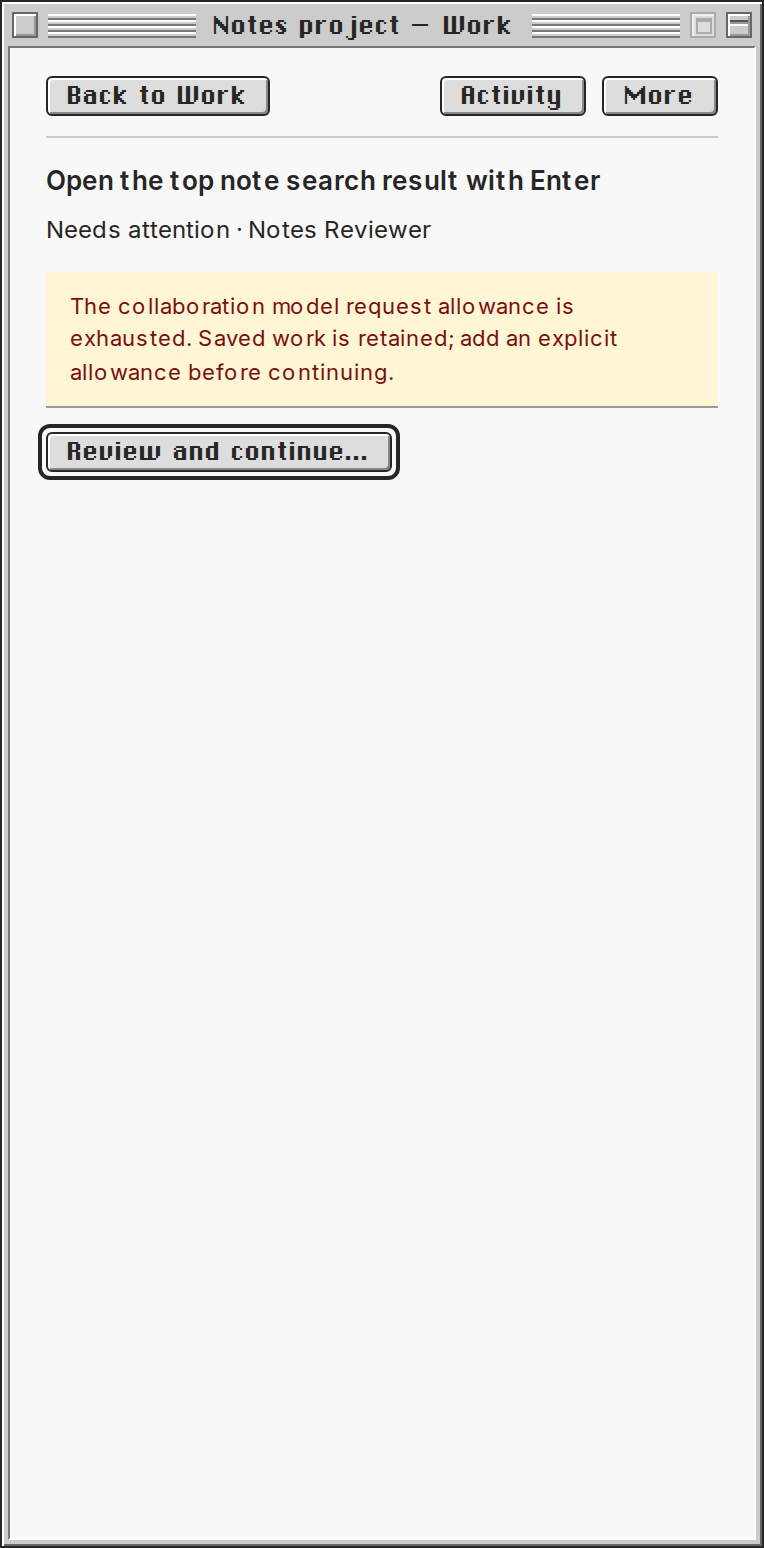 Notes project — Work
Back to Work
Activity
More
Open the top note search result with Enter
Needs attention · Notes Reviewer
The collaboration model request allowance is
exhausted. Saved work is retained; add an explicit
allowance before continuing.
Review and continue...